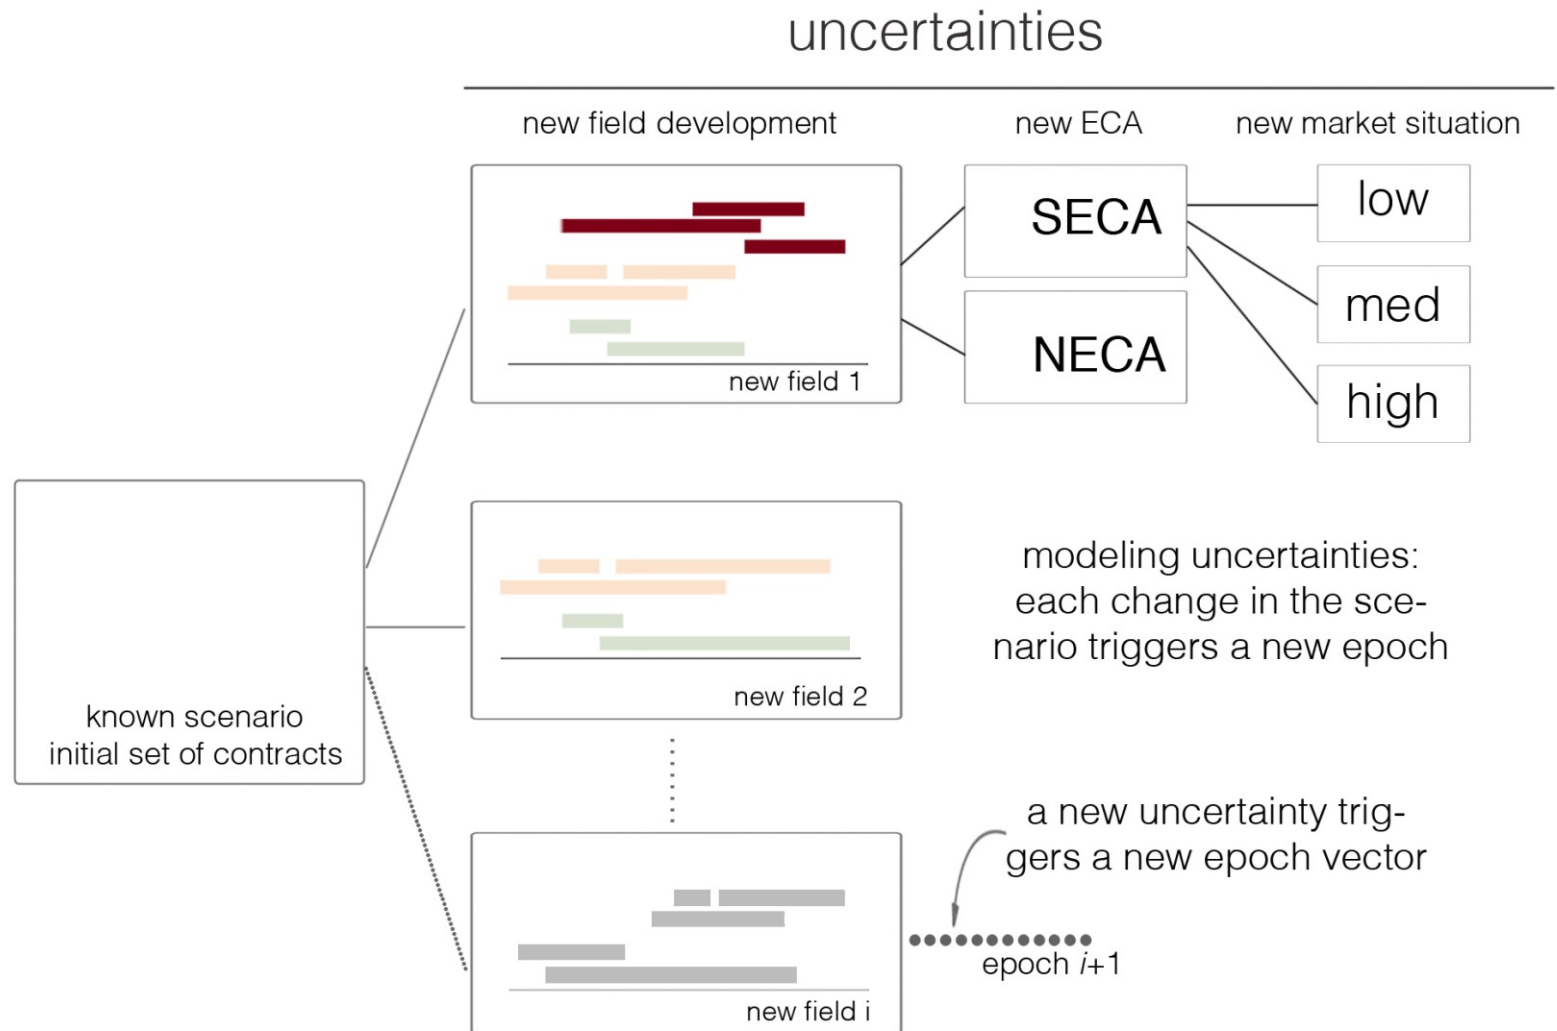 uncertainties
new field development
new ECA
new market situation
SECA
low
med
NECA
high
new field 1
modeling uncertainties:
each change in the sce-
nario triggers a new epoch
new field 2
known scenario
initial set of contracts
a new uncertainty trig-
gers a new epoch vector
epoch i+1
new field i